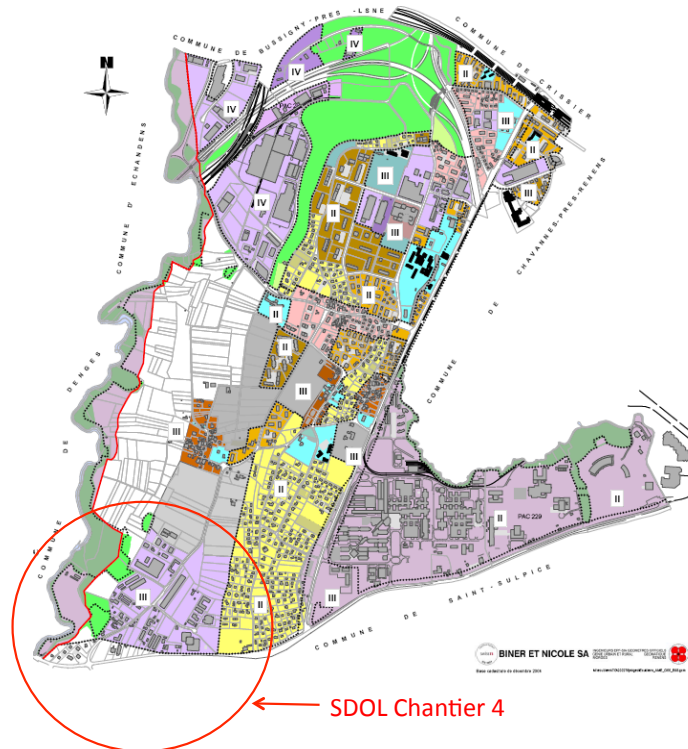 COMMUNE DE BUSSIGNY-PRES-LSNE
COMMUNE DE CRISSIER
N
IV
IV
IV
PAC
II
III
II
III
COMMUNE D' ECHANDENS
COMMUNE DE CHAVANNES-PRES-RENENS
III
II
IV
III
II
II
II
III
COMMUNE DE DENGES
III
III
II
II
PAC 229
II
III
III
II
COMMUNE DE SAINT-SULPICE
BINER ET NICOLE SA
SDOL Chantier 4